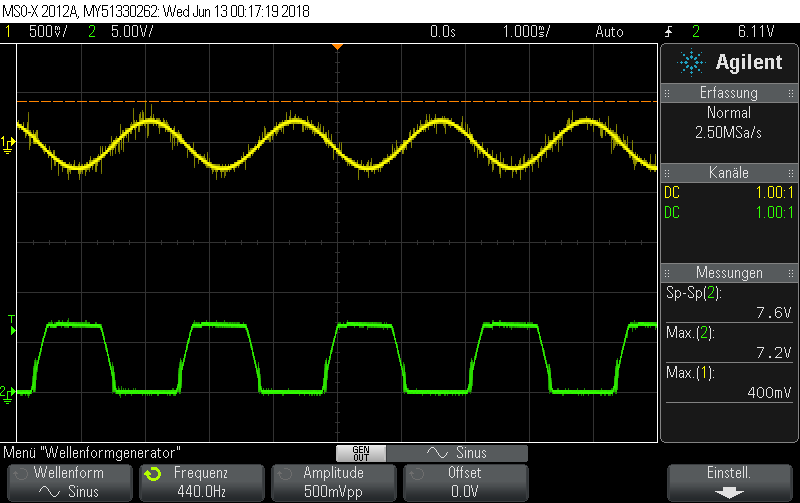 MSO-X 2012A, MY51330262: Wed Jun 13 00:17:19 2018
1 500mV/ 2 5.00V/ 0.0s 1.000ms/ Auto 2 6.11V
Agilent
Erfassung
Normal
2.50MSa/s
Kanäle
DC 1.00:1
DC 1.00:1
Messungen
Sp-Sp(2):
7.6V
Max.(2):
7.2V
Max.(1):
400mV
1
T
2
Menü "Wellenformgenerator"
GEN OUT
Sinus
Wellenform
Sinus
Frequenz
440.0Hz
Amplitude
500mVpp
Offset
0.0V
Einstell.